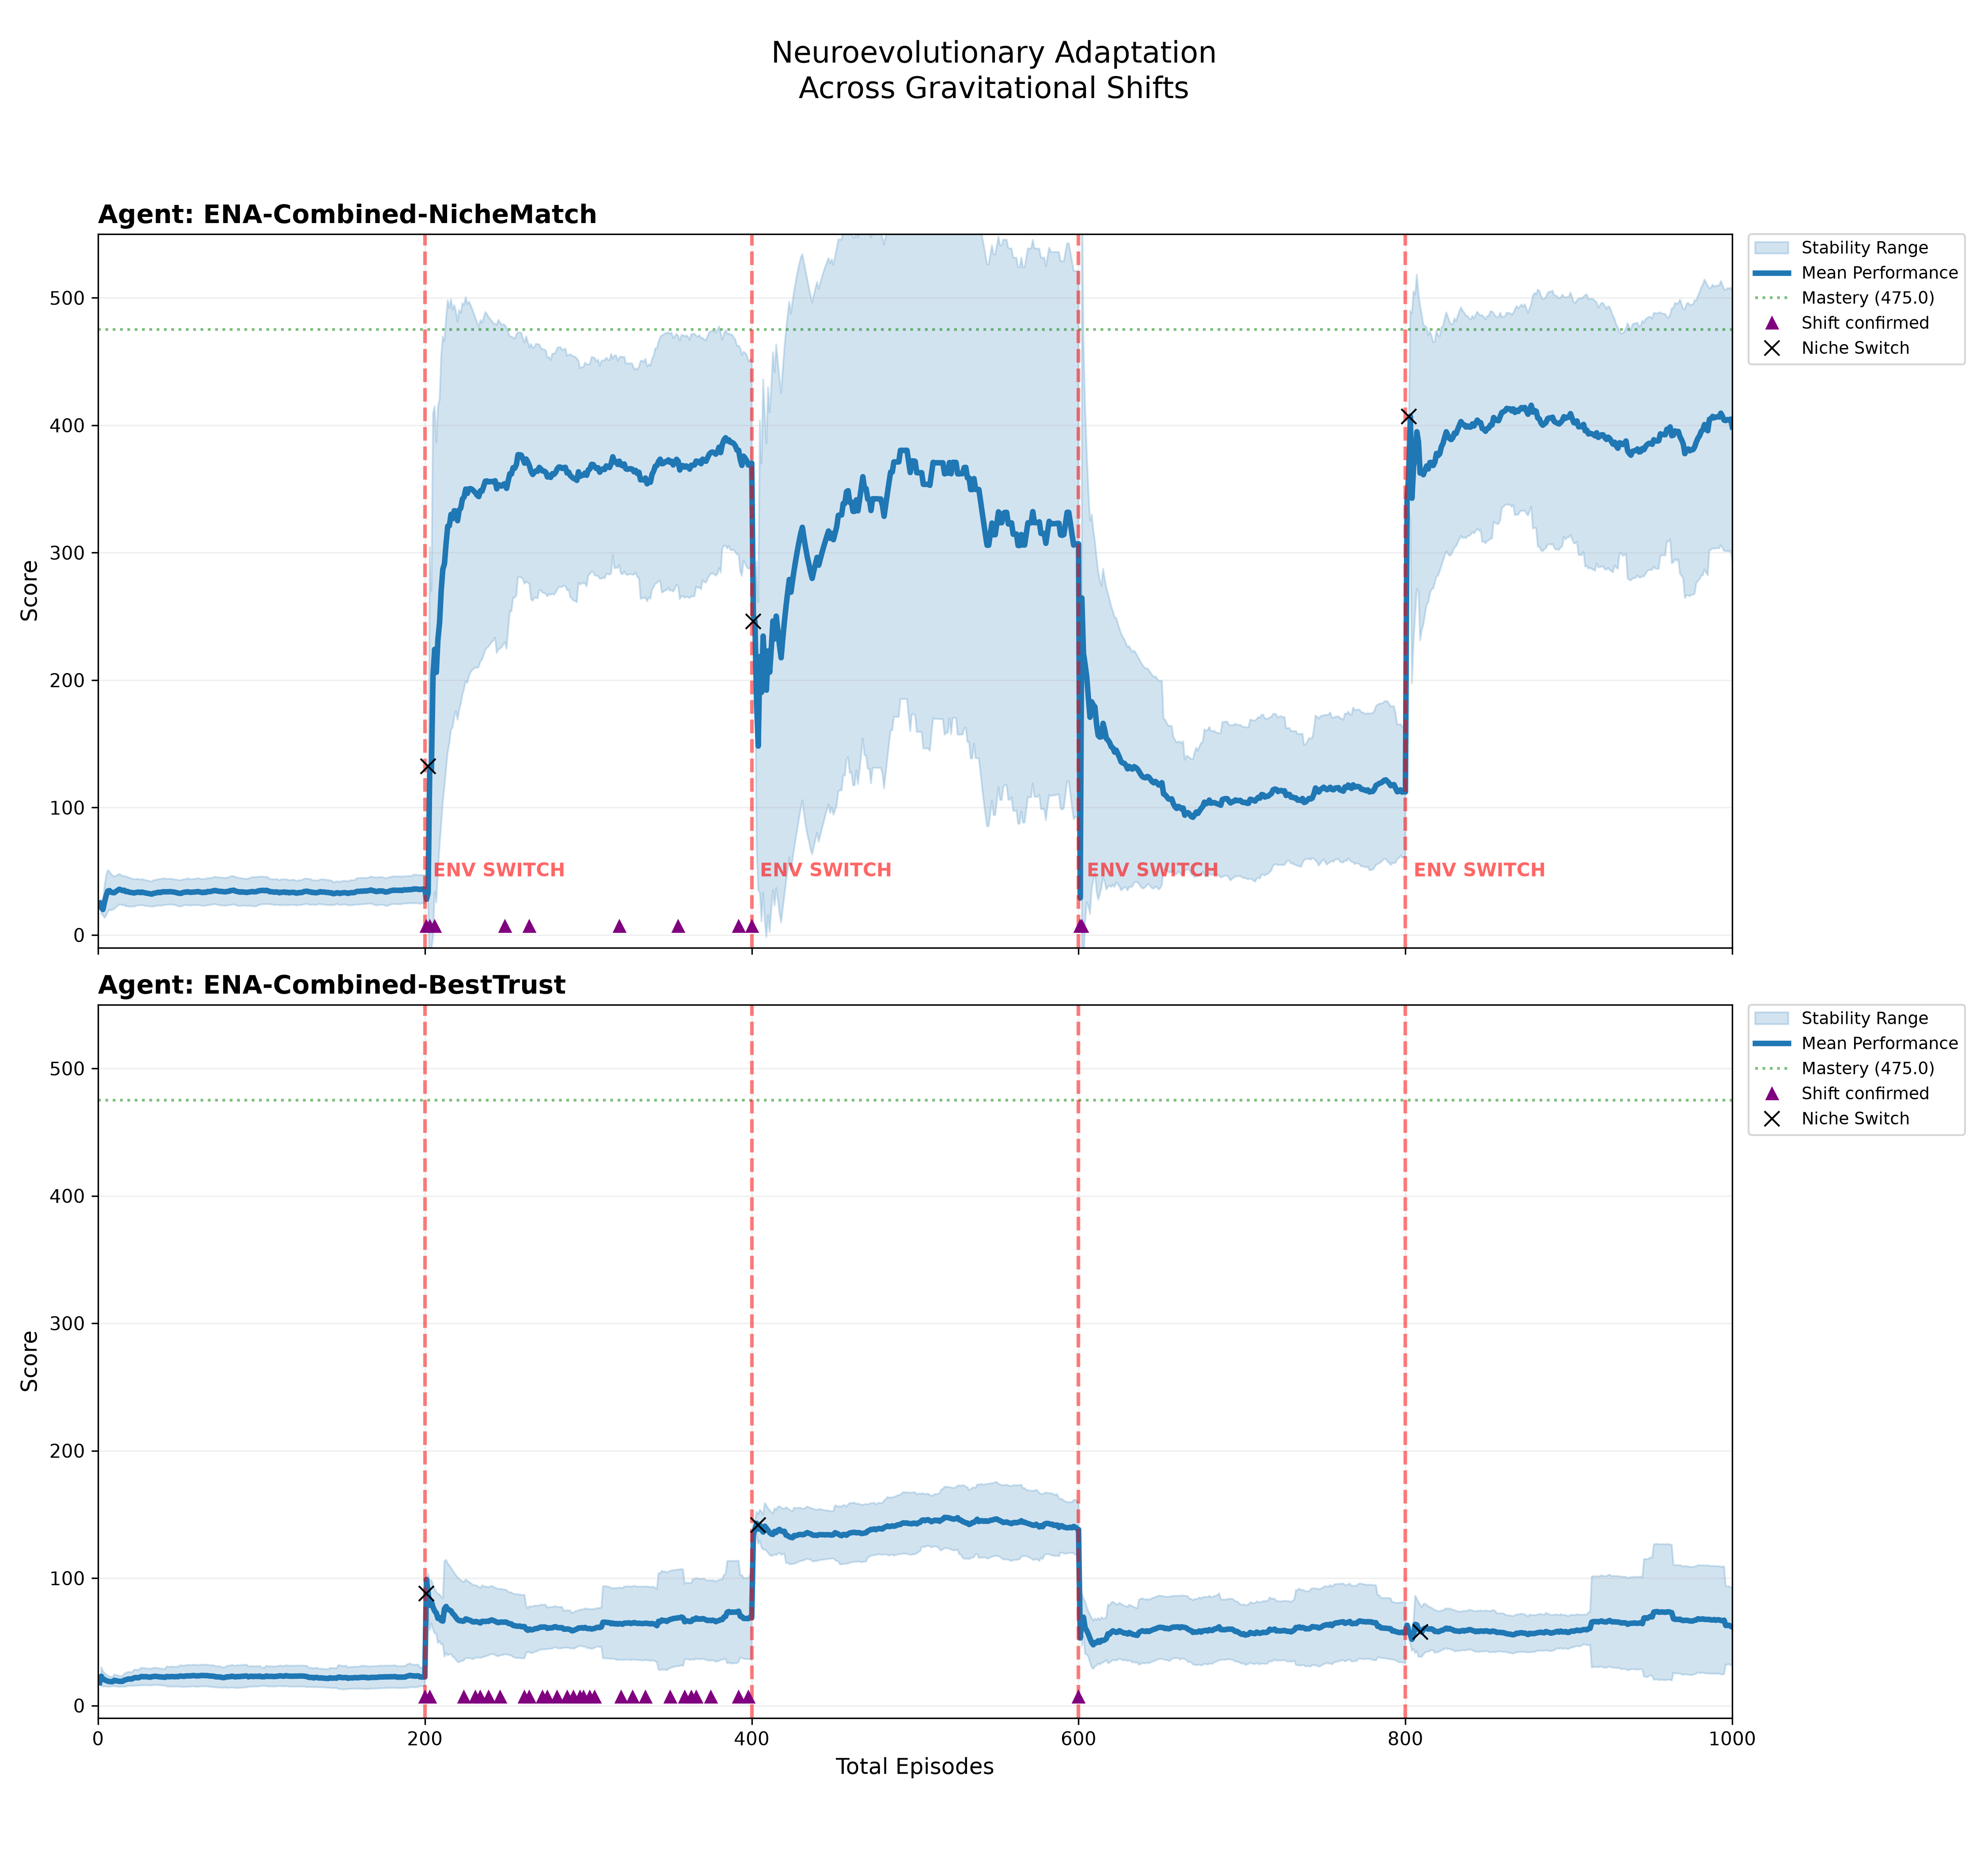 Neuroevolutionary Adaptation
Across Gravitational Shifts
Agent: ENA-Combined-NicheMatch
Score
500
400
300
200
100
0
ENV SWITCH
ENV SWITCH
ENV SWITCH
ENV SWITCH
Stability Range
Mean Performance
Mastery (475.0)
Shift confirmed
Niche Switch
Agent: ENA-Combined-BestTrust
Score
500
400
300
200
100
0
Stability Range
Mean Performance
Mastery (475.0)
Shift confirmed
Niche Switch
0
200
400
600
800
1000
Total Episodes